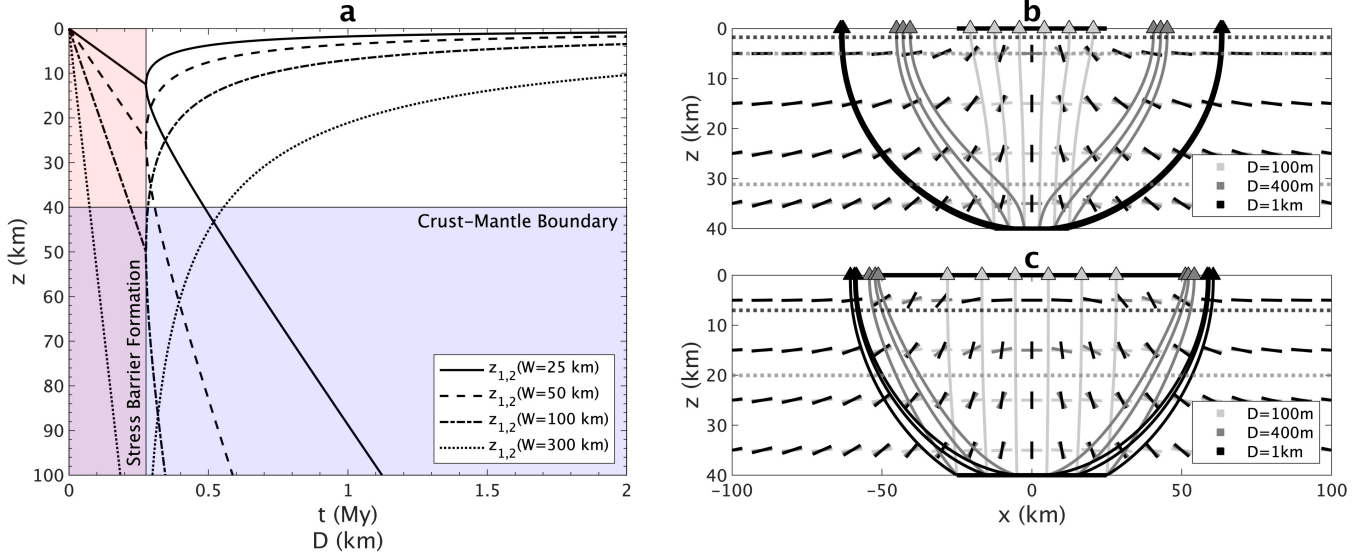 a
0
10
20
30
40
50
60
70
80
90
100
z (km)
Crust-Mantle Boundary
Stress Barrier Formation
z1,2(W=25 km)
z1,2(W=50 km)
z1,2(W=100 km)
z1,2(W=300 km)
0 0.5 1 1.5 2
t (My)
D (km)
b
0
10
20
30
40
z (km)
D=100m
D=400m
D=1km
c
0
10
20
30
40
z (km)
D=100m
D=400m
D=1km
−100 −50 0 50 100
x (km)